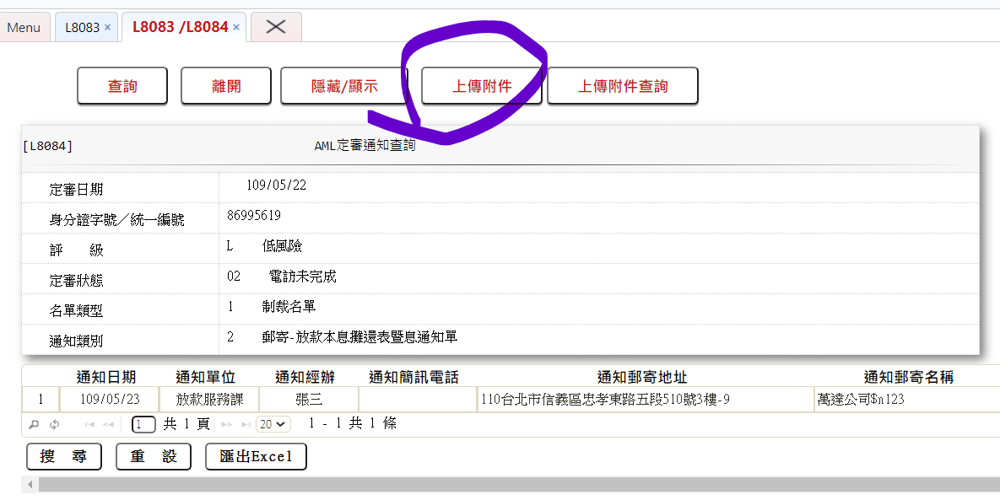 Menu L8083 × L8083 /L8084 ×
查詢 離開 隱藏/顯示 上傳附件 上傳附件查詢
[L8084] AML定審通知查詢
定審日期 109/05/22
身分證字號／統一編號 86995619
評 級 L 低風險
定審狀態 02 電訪未完成
名單類型 1 制裁名單
通知類別 2 郵寄-放款本息攤還表暨息通知單
通知日期 通知單位 通知經辦 通知簡訊電話 通知郵寄地址 通知郵寄名稱
1 109/05/23 放款服務課 張三 110台北市信義區忠孝東路五段510號3樓-9 萬達公司$n123
1 共 1 頁 20 1 - 1 共 1 條
搜 尋 重 設 匯出Excel